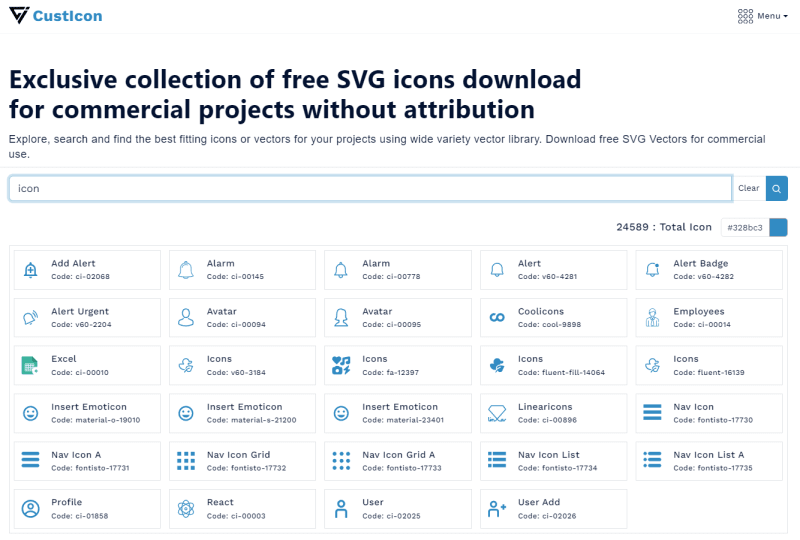 CustIcon
Menu
Exclusive collection of free SVG icons download
for commercial projects without attribution
Explore, search and find the best fitting icons or vectors for your projects using wide variety vector library. Download free SVG Vectors for commercial
use.
icon
Clear
24589 : Total Icon
#328bc3
Add Alert
Code: ci-02068
Alarm
Code: ci-00145
Alarm
Code: ci-00778
Alert
Code: v60-4281
Alert Badge
Code: v60-4282
Alert Urgent
Code: v60-2204
Avatar
Code: ci-00094
Avatar
Code: ci-00095
Coolicons
Code: cool-9898
Employees
Code: ci-00014
Excel
Code: ci-00010
Icons
Code: v60-3184
Icons
Code: fa-12397
Icons
Code: fluent-fill-14064
Icons
Code: fluent-16139
Insert Emoticon
Code: material-o-19010
Insert Emoticon
Code: material-s-21200
Insert Emoticon
Code: material-23401
Linearicons
Code: ci-00896
Nav Icon
Code: fontisto-17730
Nav Icon A
Code: fontisto-17731
Nav Icon Grid
Code: fontisto-17732
Nav Icon Grid A
Code: fontisto-17733
Nav Icon List
Code: fontisto-17734
Nav Icon List A
Code: fontisto-17735
Profile
Code: ci-01858
React
Code: ci-00003
User
Code: ci-02025
User Add
Code: ci-02026